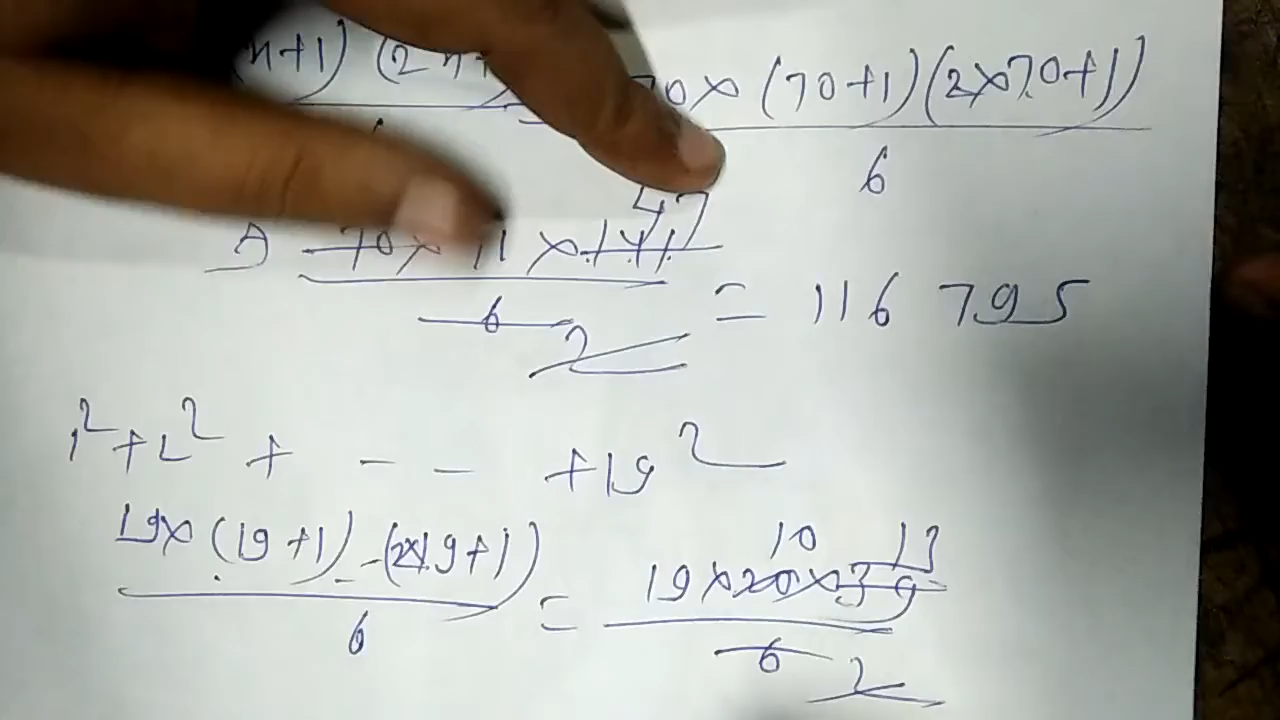 n+1) (2n+ 70 × (70+1)(2×70+1)
6
47
70 × 71 × 141
6
2
= 116795
1² + 2² + - - + 19²
19×(19+1) (2×19+1) = 19×20×39
10 13
6 6
2